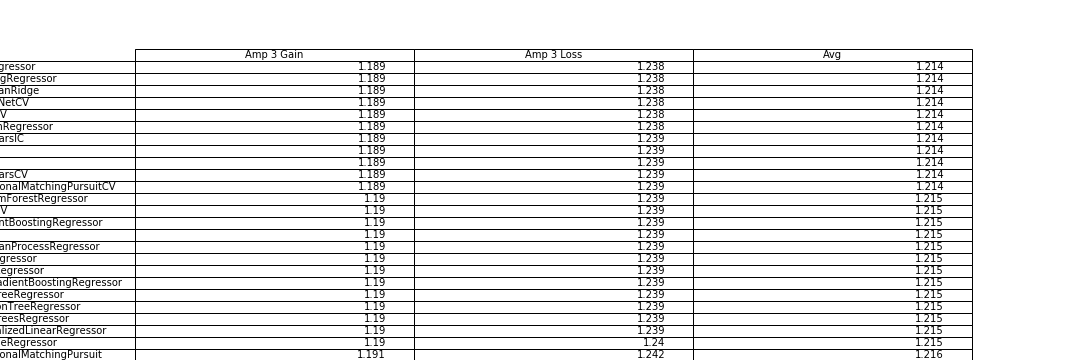 Amp 3 Gain Amp 3 Loss Avg
gressor 1.189 1.238 1.214
gRegressor 1.189 1.238 1.214
anRidge 1.189 1.238 1.214
NetCV 1.189 1.238 1.214
V 1.189 1.238 1.214
nRegressor 1.189 1.238 1.214
arsIC 1.189 1.239 1.214
1.189 1.239 1.214
1.189 1.239 1.214
arsCV 1.189 1.239 1.214
onalMatchingPursuitCV 1.189 1.239 1.214
mForestRegressor 1.19 1.239 1.215
V 1.19 1.239 1.215
ntBoostingRegressor 1.19 1.239 1.215
1.19 1.239 1.215
anProcessRegressor 1.19 1.239 1.215
gressor 1.19 1.239 1.215
egressor 1.19 1.239 1.215
adientBoostingRegressor 1.19 1.239 1.215
reeRegressor 1.19 1.239 1.215
onTreeRegressor 1.19 1.239 1.215
reesRegressor 1.19 1.239 1.215
alizedLinearRegressor 1.19 1.239 1.215
eRegressor 1.19 1.24 1.215
onalMatchingPursuit 1.191 1.242 1.216